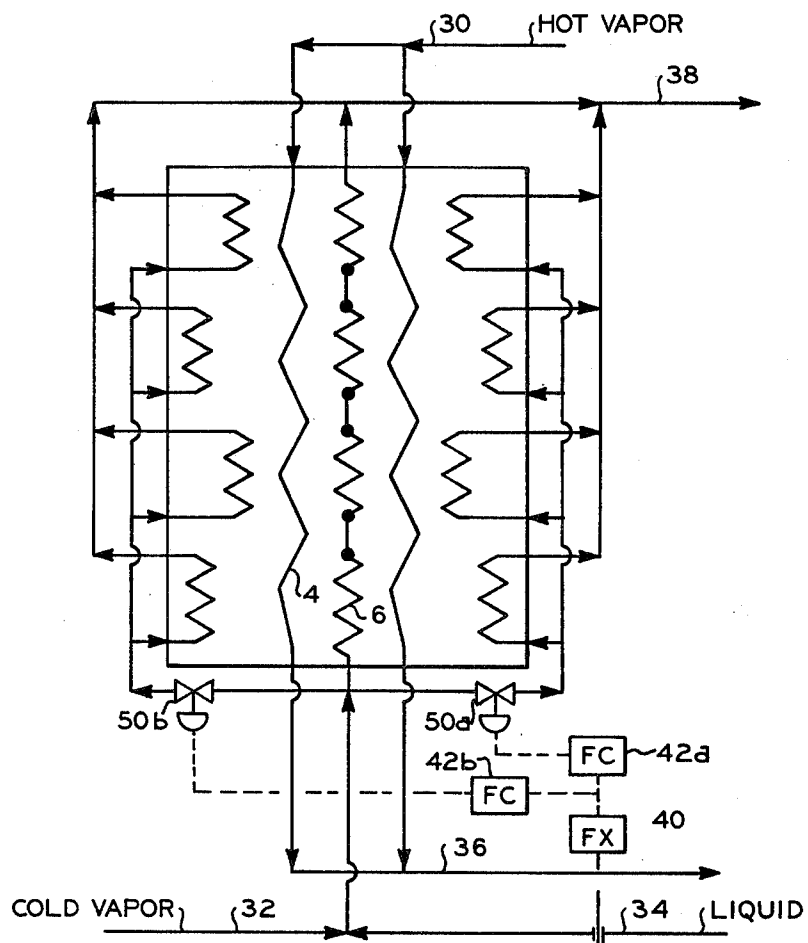 30
HOT VAPOR
38
4
6
50b
50a
42b
FC
42a
FC
40
FX
36
COLD VAPOR
32
34
LIQUID